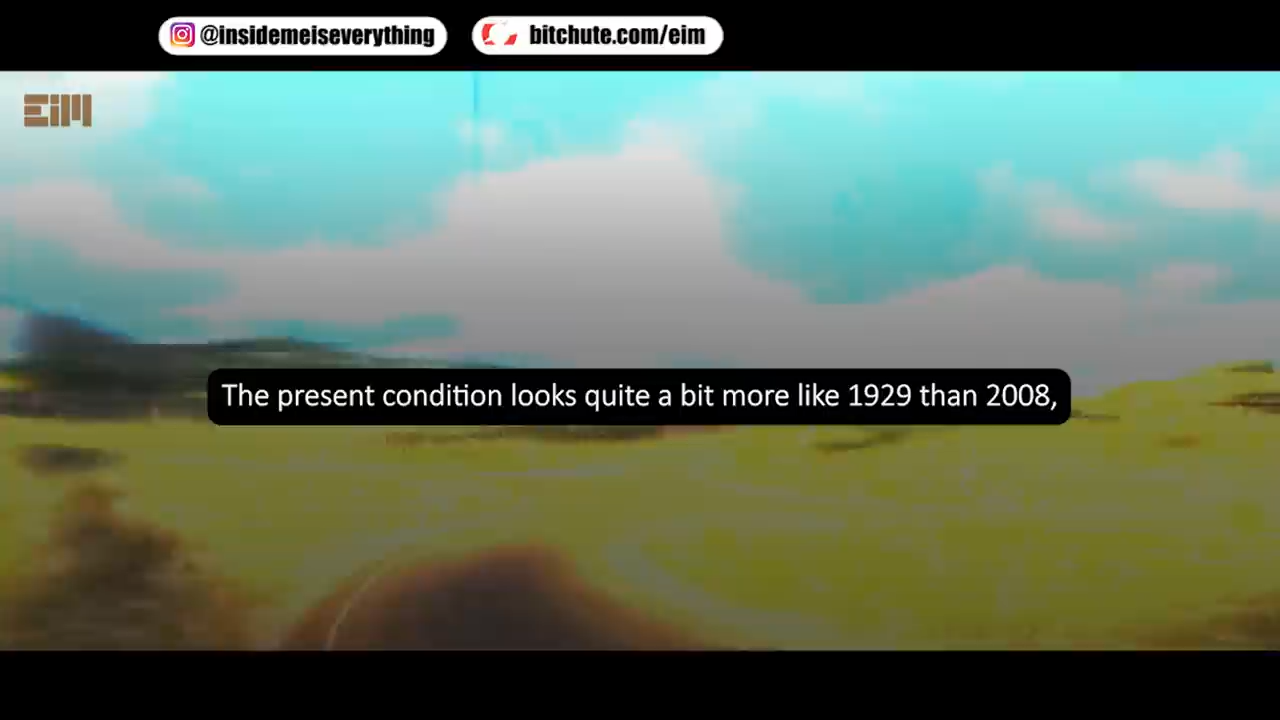 @insidemeiseverything
bitchute.com/eim
EiM
The present condition looks quite a bit more like 1929 than 2008,